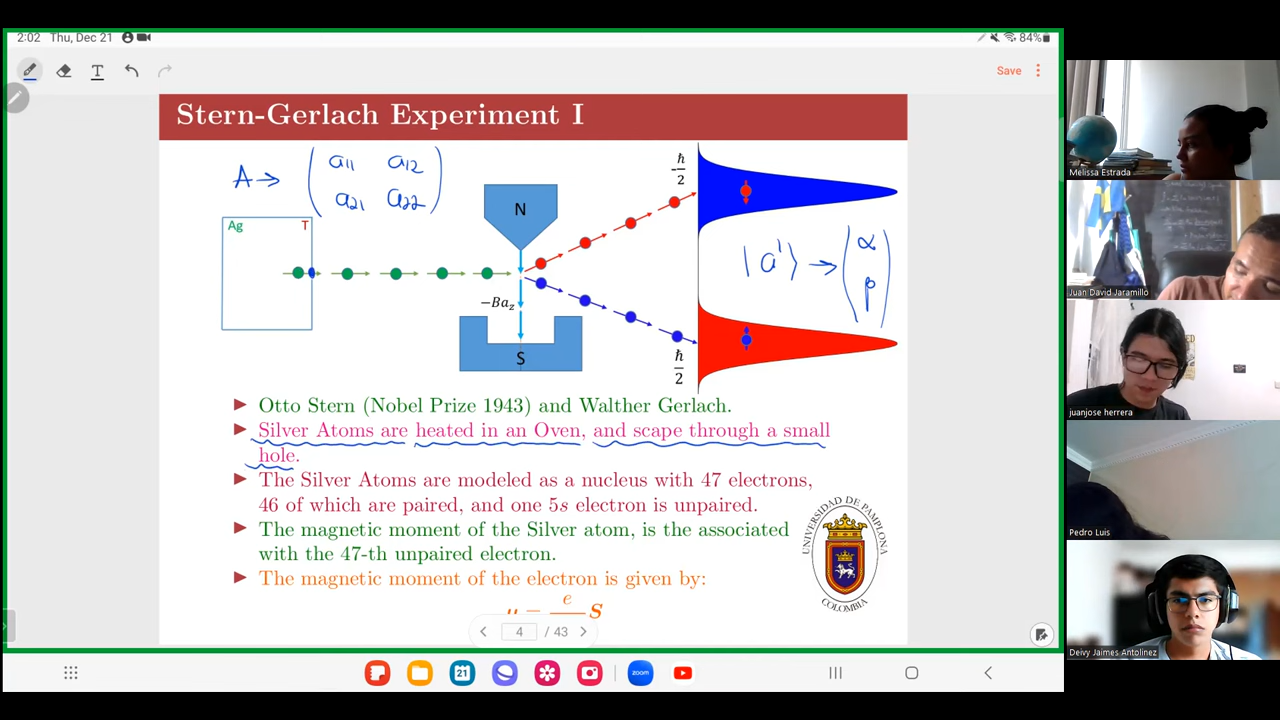 2:02 Thu, Dec 21 84%
T
Save
Stern-Gerlach Experiment I
A → ( a11 a12
a21 a22 )
Ag T
N
-ħ/2
|a'⟩ → ( α
β )
−Ba_z
S
ħ/2
Otto Stern (Nobel Prize 1943) and Walther Gerlach.
Silver Atoms are heated in an Oven, and scape through a small
hole.
The Silver Atoms are modeled as a nucleus with 47 electrons,
46 of which are paired, and one 5s electron is unpaired.
The magnetic moment of the Silver atom, is the associated
with the 47-th unpaired electron.
The magnetic moment of the electron is given by:
UNIVERSIDAD DE PAMPLONA
COLOMBIA
4 / 43
21
zoom
Melissa Estrada
Juan David Jaramillo
juanjose herrera
Pedro Luis
Deivy Jaimes Antolinez